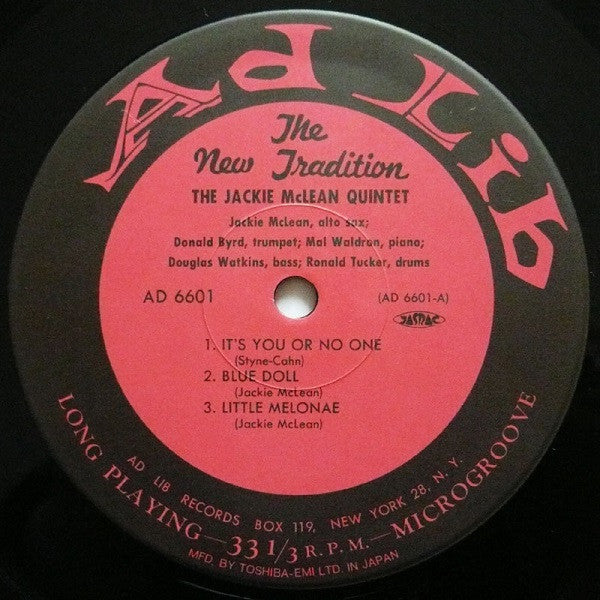 Ad Lib
The
New Tradition
THE JACKIE McLEAN QUINTET
Jackie McLean, alto sax;
Donald Byrd, trumpet; Mal Waldron, piano;
Douglas Watkins, bass; Ronald Tucker, drums
AD 6601
(AD 6601-A)
JASRAC
1. IT'S YOU OR NO ONE
(Styne-Cahn)
2. BLUE DOLL
(Jackie McLean)
3. LITTLE MELONAE
(Jackie McLean)
AD LIB RECORDS BOX 119, NEW YORK 28, N. Y.
LONG PLAYING—33 1/3 R.P.M.—MICROGROOVE
MFD. BY TOSHIBA-EMI LTD. IN JAPAN